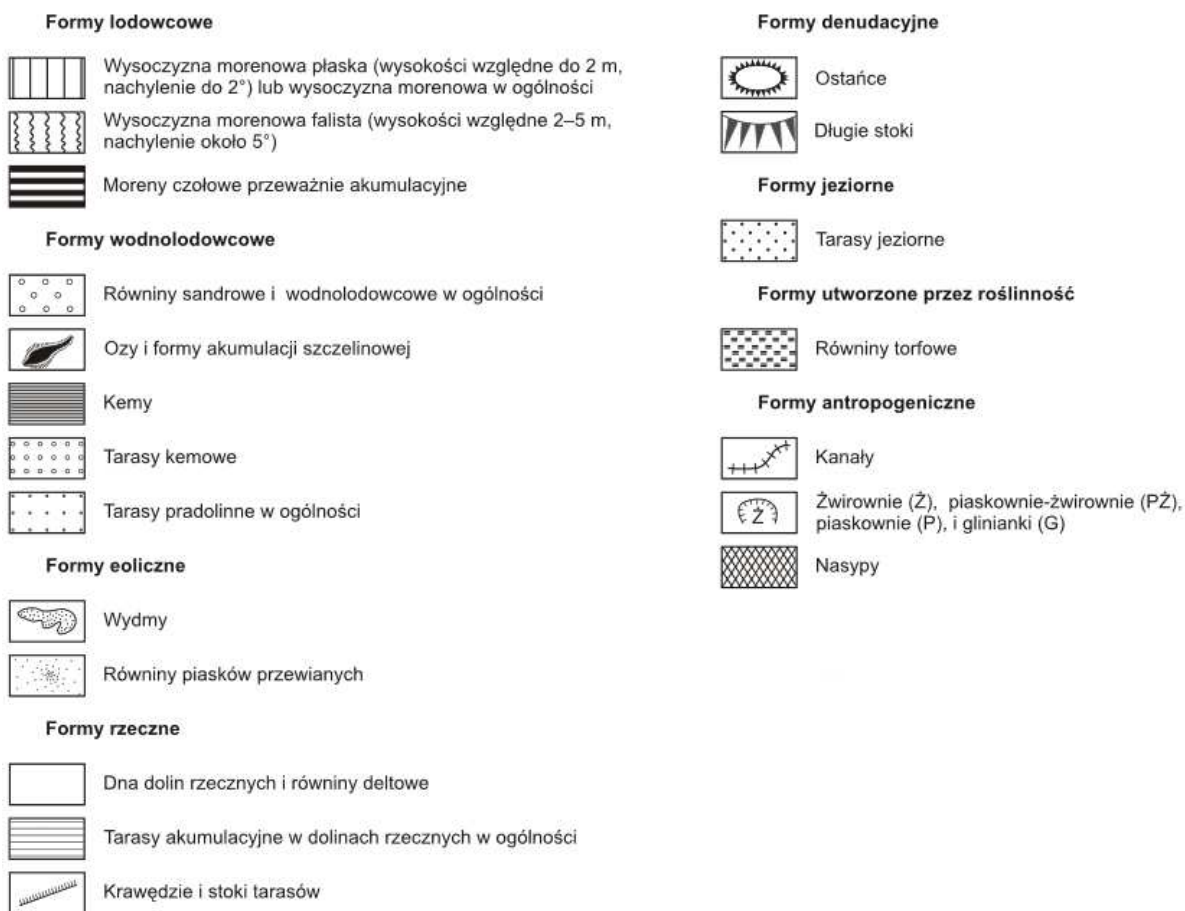 Formy lodowcowe
Wysoczyzna morenowa płaska (wysokości względne do 2 m,
nachylenie do 2°) lub wysoczyzna morenowa w ogólności
Wysoczyzna morenowa falista (wysokości względne 2–5 m,
nachylenie około 5°)
Moreny czołowe przeważnie akumulacyjne
Formy wodnolodowcowe
Równiny sandrowe i wodnolodowcowe w ogólności
Ozy i formy akumulacji szczelinowej
Kemy
Tarasy kemowe
Tarasy pradolinne w ogólności
Formy eoliczne
Wydmy
Równiny piasków przewianych
Formy rzeczne
Dna dolin rzecznych i równiny deltowe
Tarasy akumulacyjne w dolinach rzecznych w ogólności
Krawędzie i stoki tarasów
Formy denudacyjne
Ostańce
Długie stoki
Formy jeziorne
Tarasy jeziorne
Formy utworzone przez roślinność
Równiny torfowe
Formy antropogeniczne
Kanały
Ż
Żwirownie (Ż), piaskownie-żwirownie (PŻ),
piaskownie (P), i glinianki (G)
Nasypy